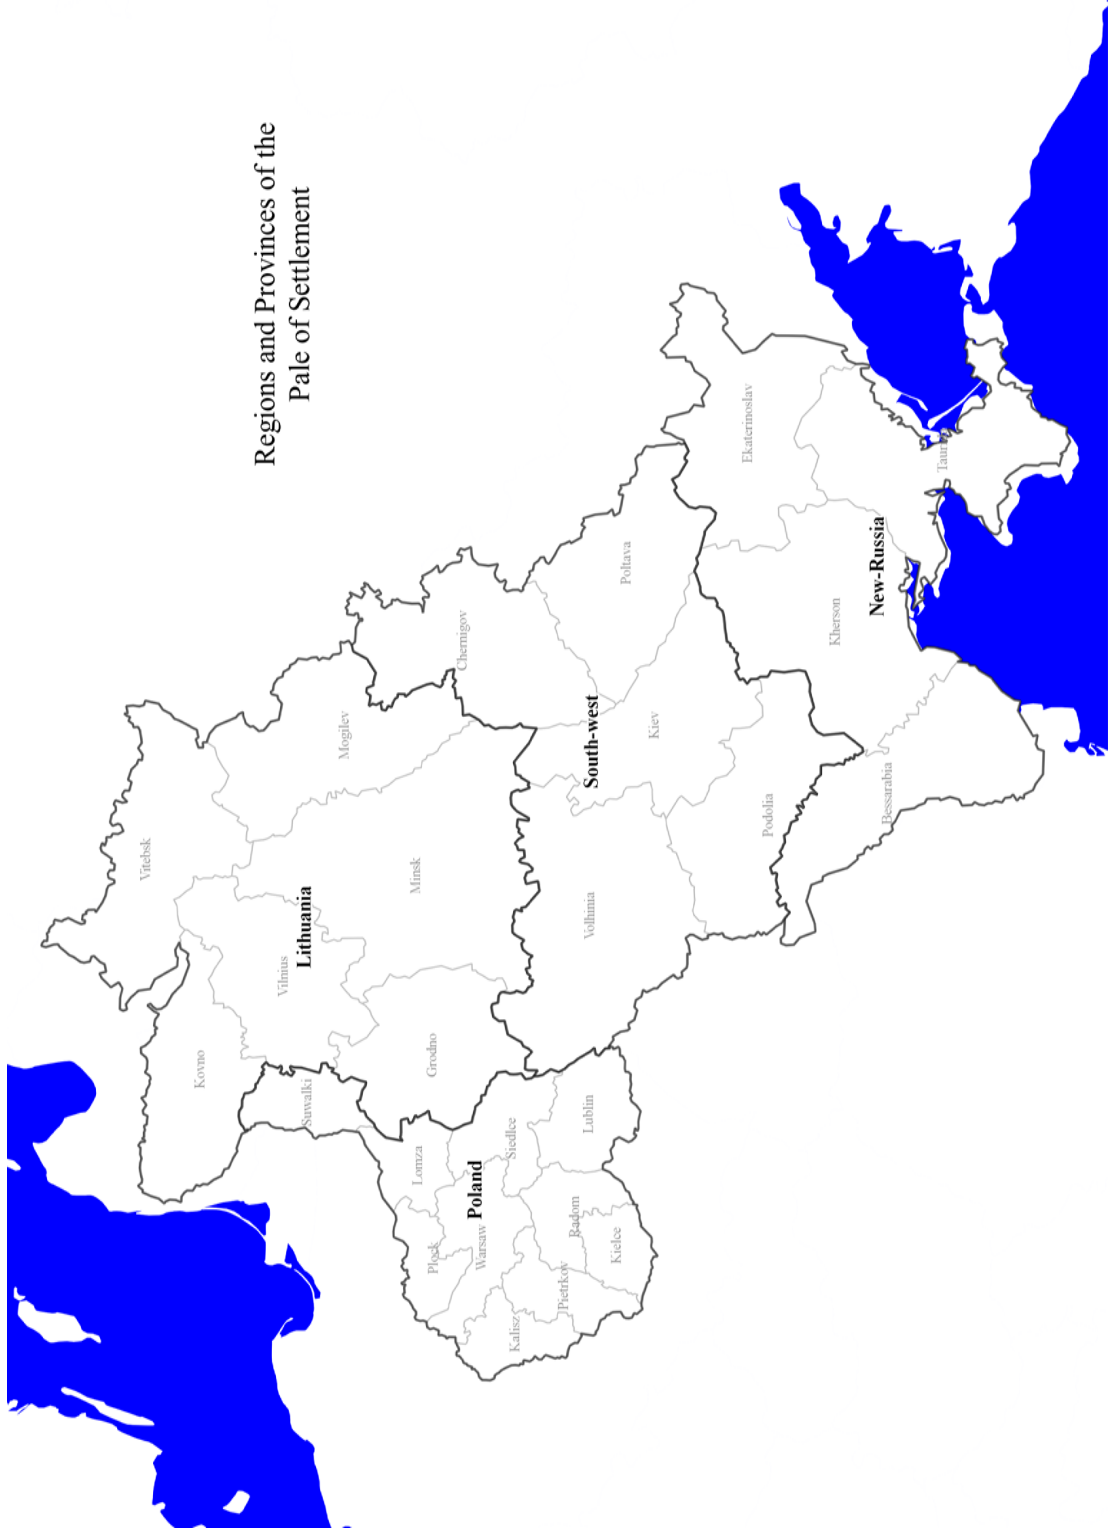 Regions and Provinces of the
Pale of Settlement
Vitebsk
Kovno
Vilnius
Lithuania
Suwalki
Mogilev
Minsk
Grodno
Chernigov
Lomza
Plock
Poland
Warsaw
Siedlce
Kalisz
Pietrkov
Radom
Kielce
Lublin
Volhinia
South-west
Poltava
Kiev
Podolia
Ekaterinoslav
Kherson
New-Russia
Bessarabia